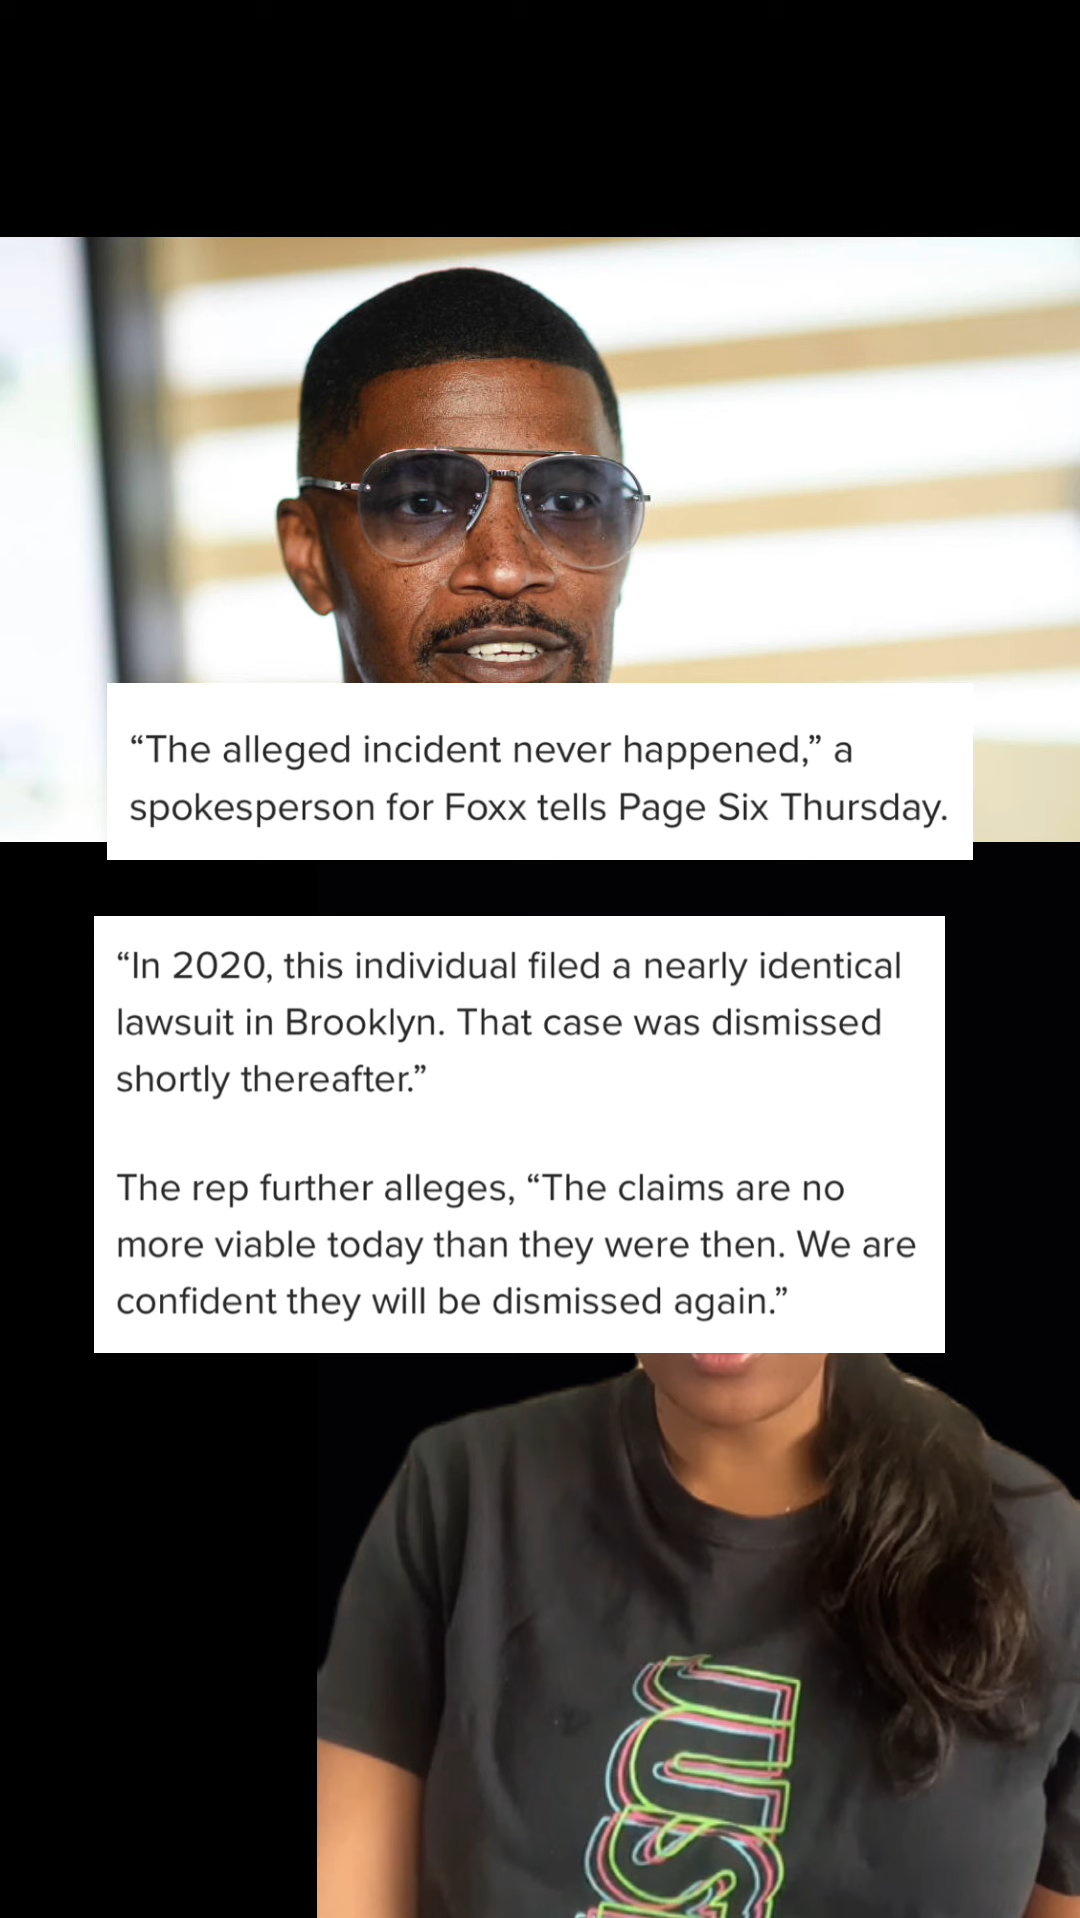 “The alleged incident never happened,” a
spokesperson for Foxx tells Page Six Thursday.
“In 2020, this individual filed a nearly identical
lawsuit in Brooklyn. That case was dismissed
shortly thereafter.”
The rep further alleges, “The claims are no
more viable today than they were then. We are
confident they will be dismissed again.”